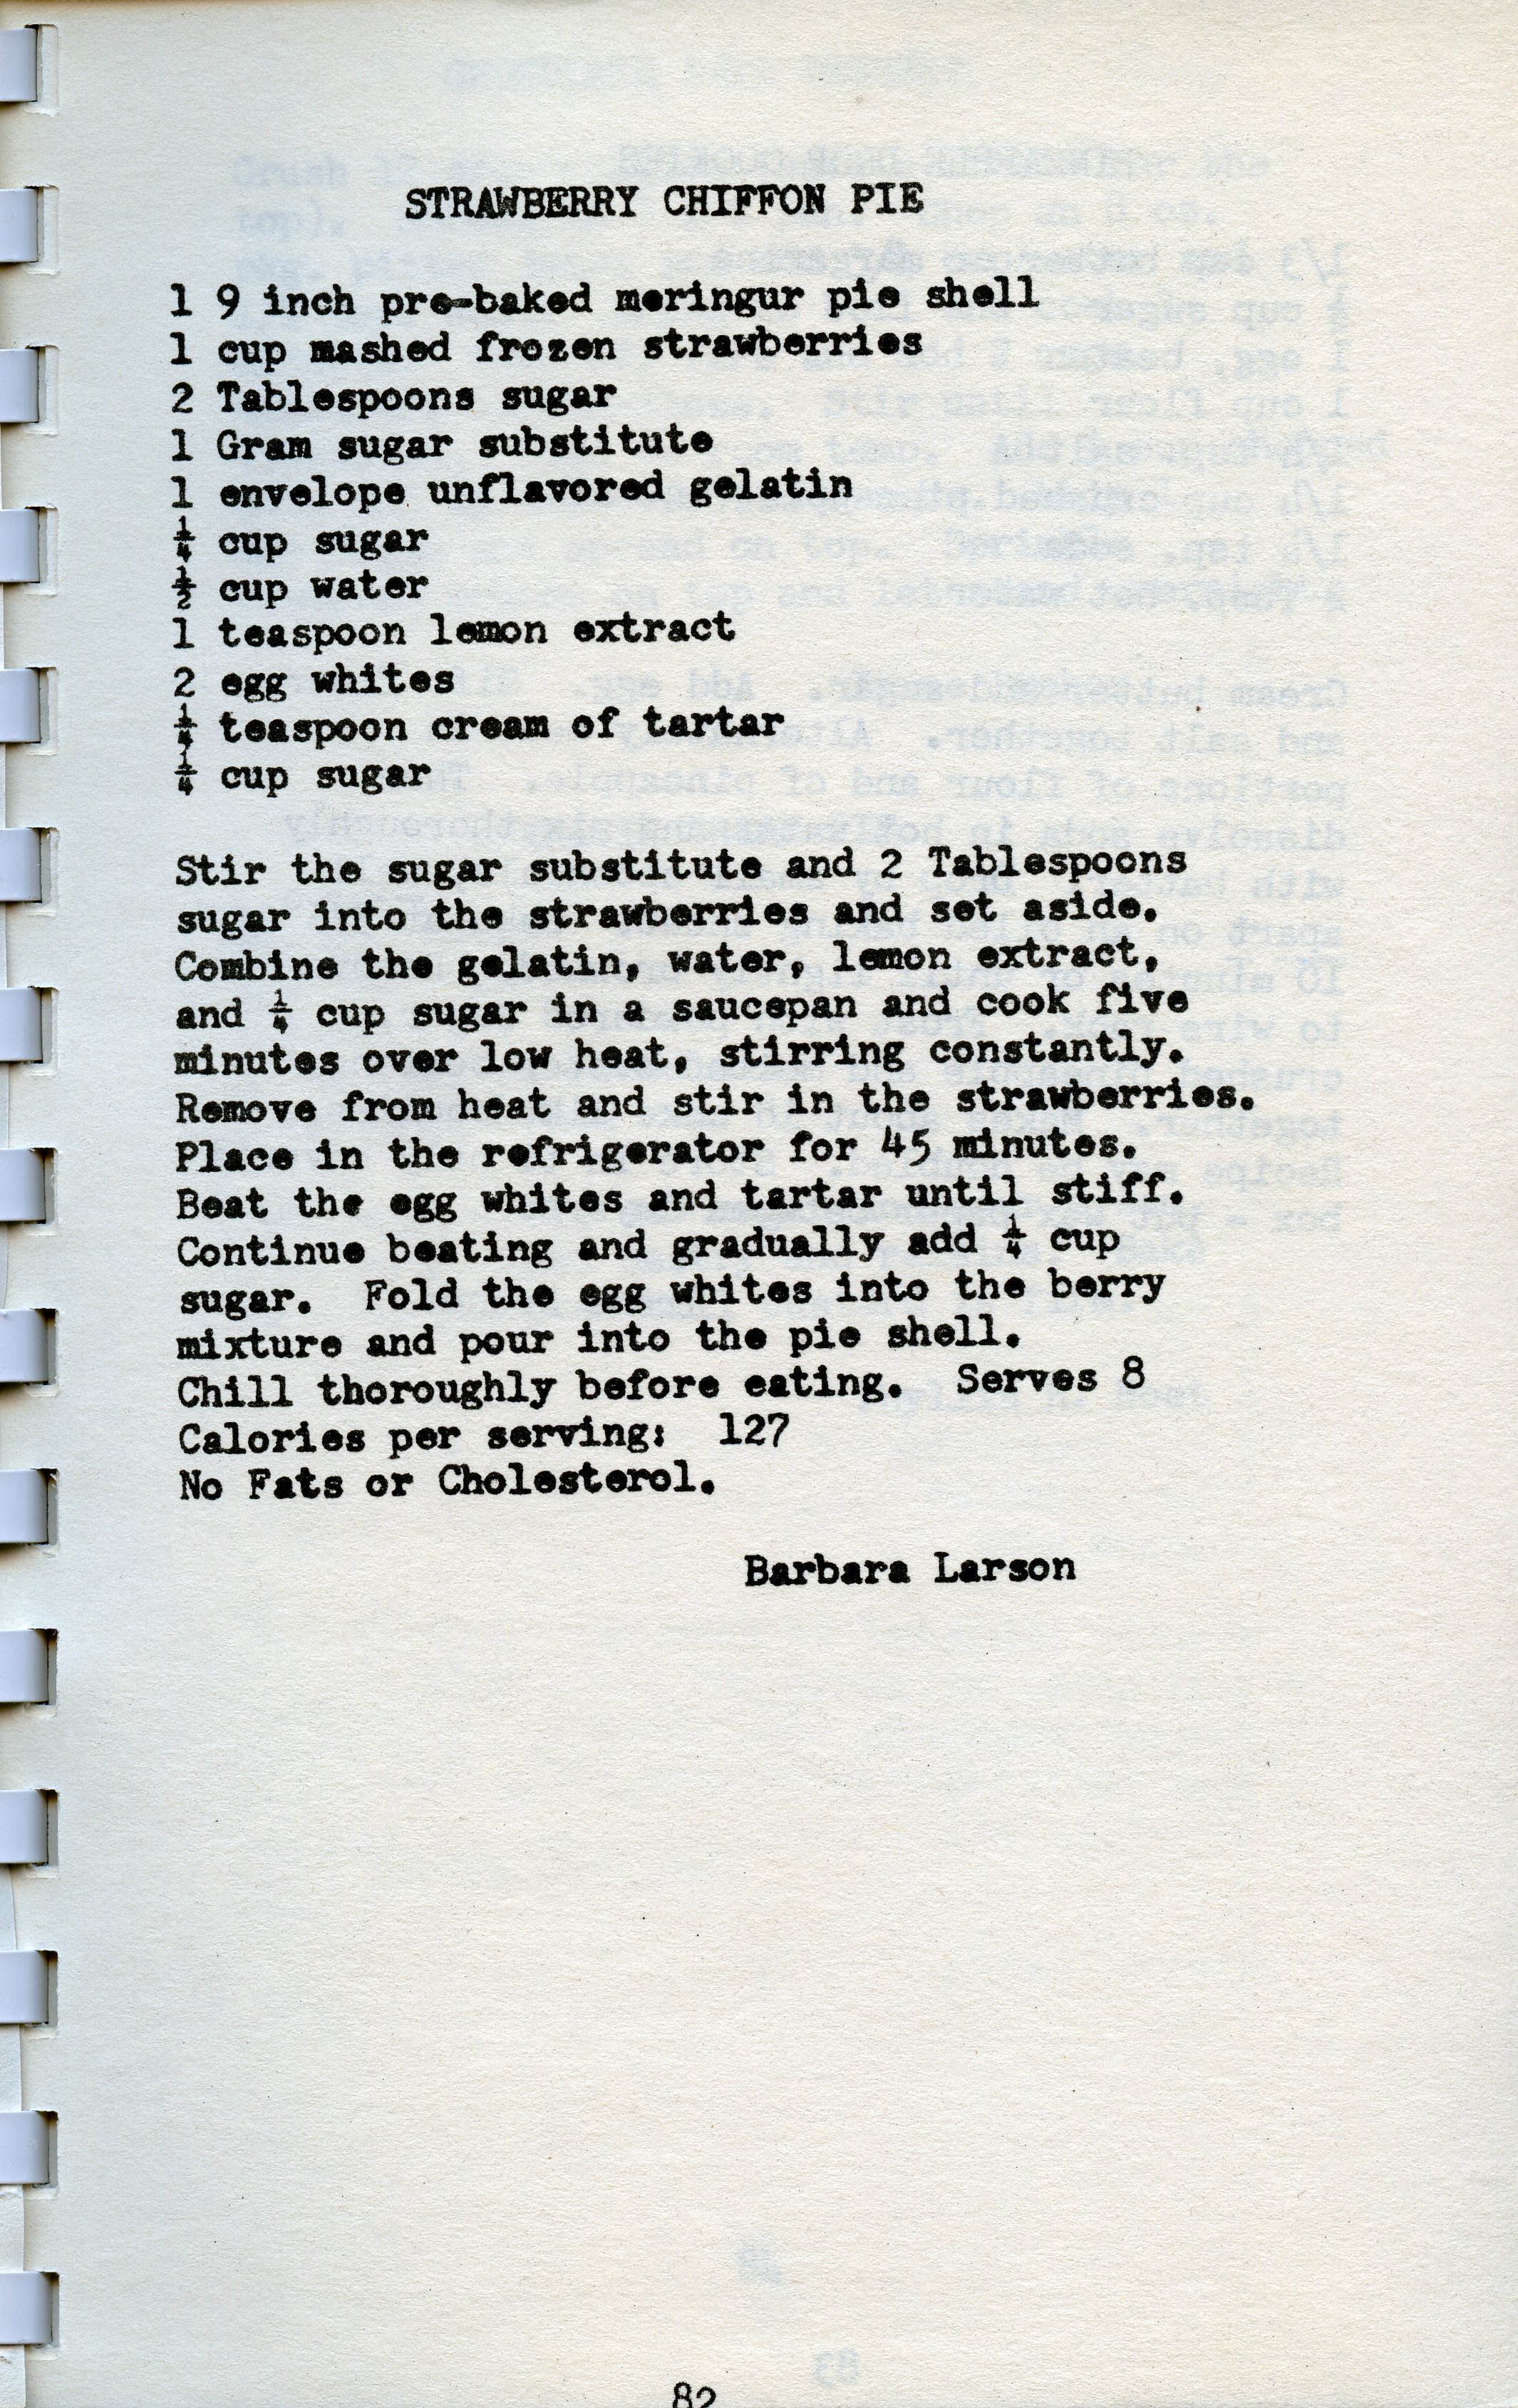 STRAWBERRY CHIFFON PIE
1 9 inch pre-baked meringur pie shell
1 cup mashed frozen strawberries
2 Tablespoons sugar
1 Gram sugar substitute
1 envelope unflavored gelatin
¼ cup sugar
½ cup water
1 teaspoon lemon extract
2 egg whites
¼ teaspoon cream of tartar
¼ cup sugar
Stir the sugar substitute and 2 Tablespoons
sugar into the strawberries and set aside.
Combine the gelatin, water, lemon extract,
and ¼ cup sugar in a saucepan and cook five
minutes over low heat, stirring constantly.
Remove from heat and stir in the strawberries.
Place in the refrigerator for 45 minutes.
Beat the egg whites and tartar until stiff.
Continue beating and gradually add ¼ cup
sugar. Fold the egg whites into the berry
mixture and pour into the pie shell.
Chill thoroughly before eating. Serves 8
Calories per serving: 127
No Fats or Cholesterol.
Barbara Larson
82